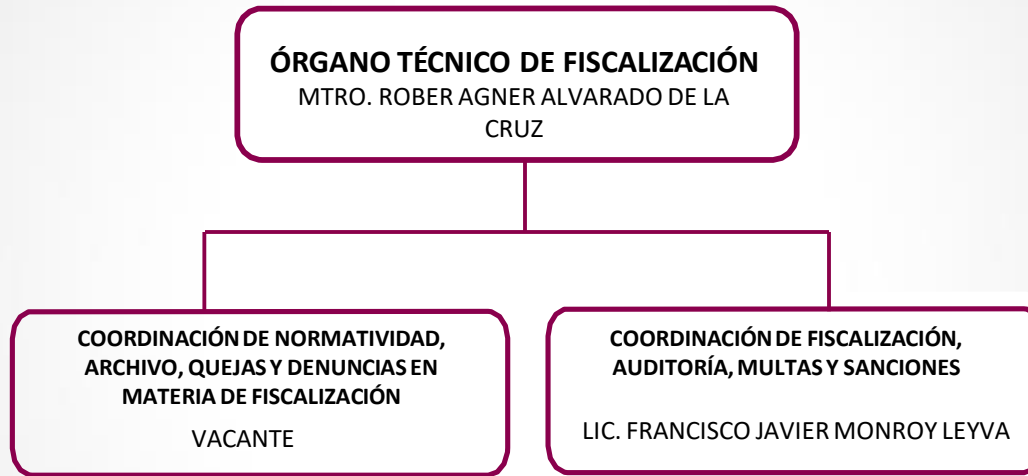 ÓRGANO TÉCNICO DE FISCALIZACIÓN
MTRO. ROBER AGNER ALVARADO DE LA
CRUZ
COORDINACIÓN DE NORMATIVIDAD,
ARCHIVO, QUEJAS Y DENUNCIAS EN
MATERIA DE FISCALIZACIÓN
VACANTE
COORDINACIÓN DE FISCALIZACIÓN,
AUDITORÍA, MULTAS Y SANCIONES
LIC. FRANCISCO JAVIER MONROY LEYVA